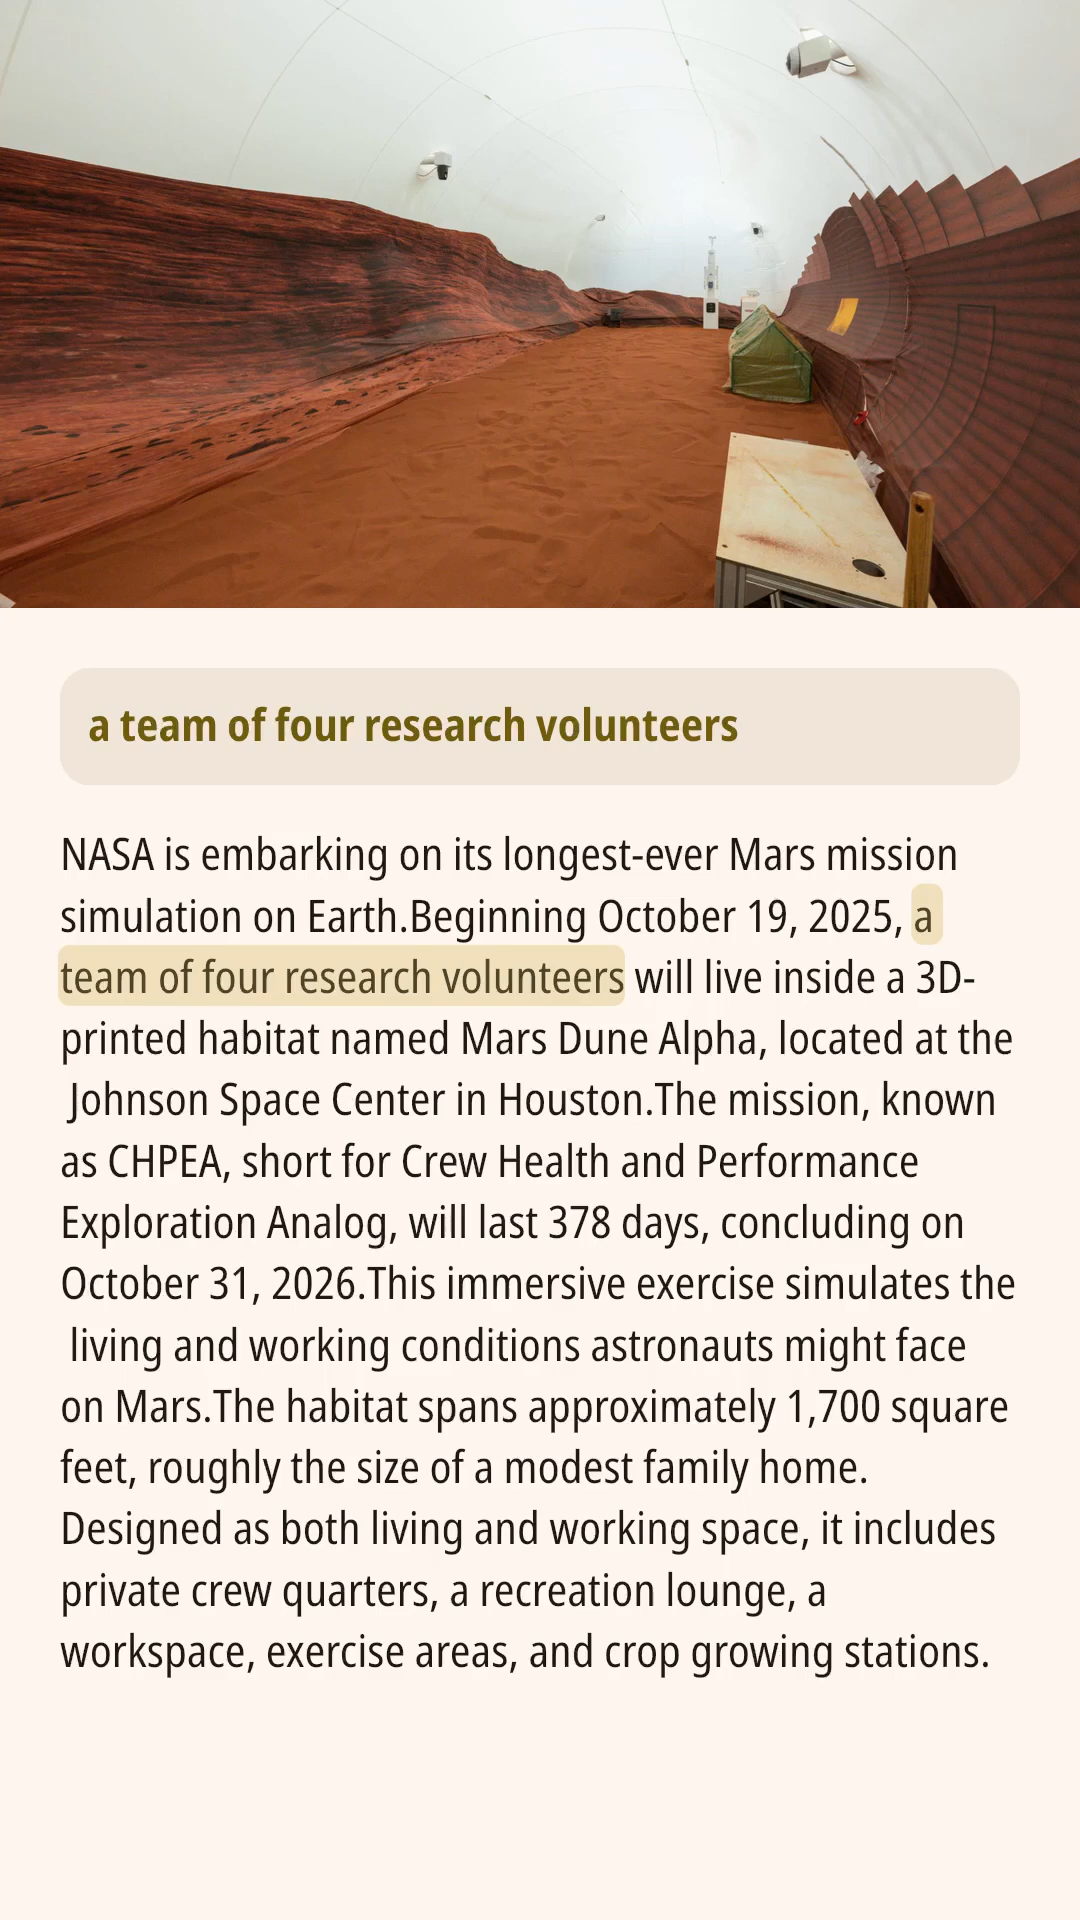 a team of four research volunteers
NASA is embarking on its longest-ever Mars mission
simulation on Earth.Beginning October 19, 2025, a
team of four research volunteers will live inside a 3D-
printed habitat named Mars Dune Alpha, located at the
Johnson Space Center in Houston.The mission, known
as CHPEA, short for Crew Health and Performance
Exploration Analog, will last 378 days, concluding on
October 31, 2026.This immersive exercise simulates the
living and working conditions astronauts might face
on Mars.The habitat spans approximately 1,700 square
feet, roughly the size of a modest family home.
Designed as both living and working space, it includes
private crew quarters, a recreation lounge, a
workspace, exercise areas, and crop growing stations.